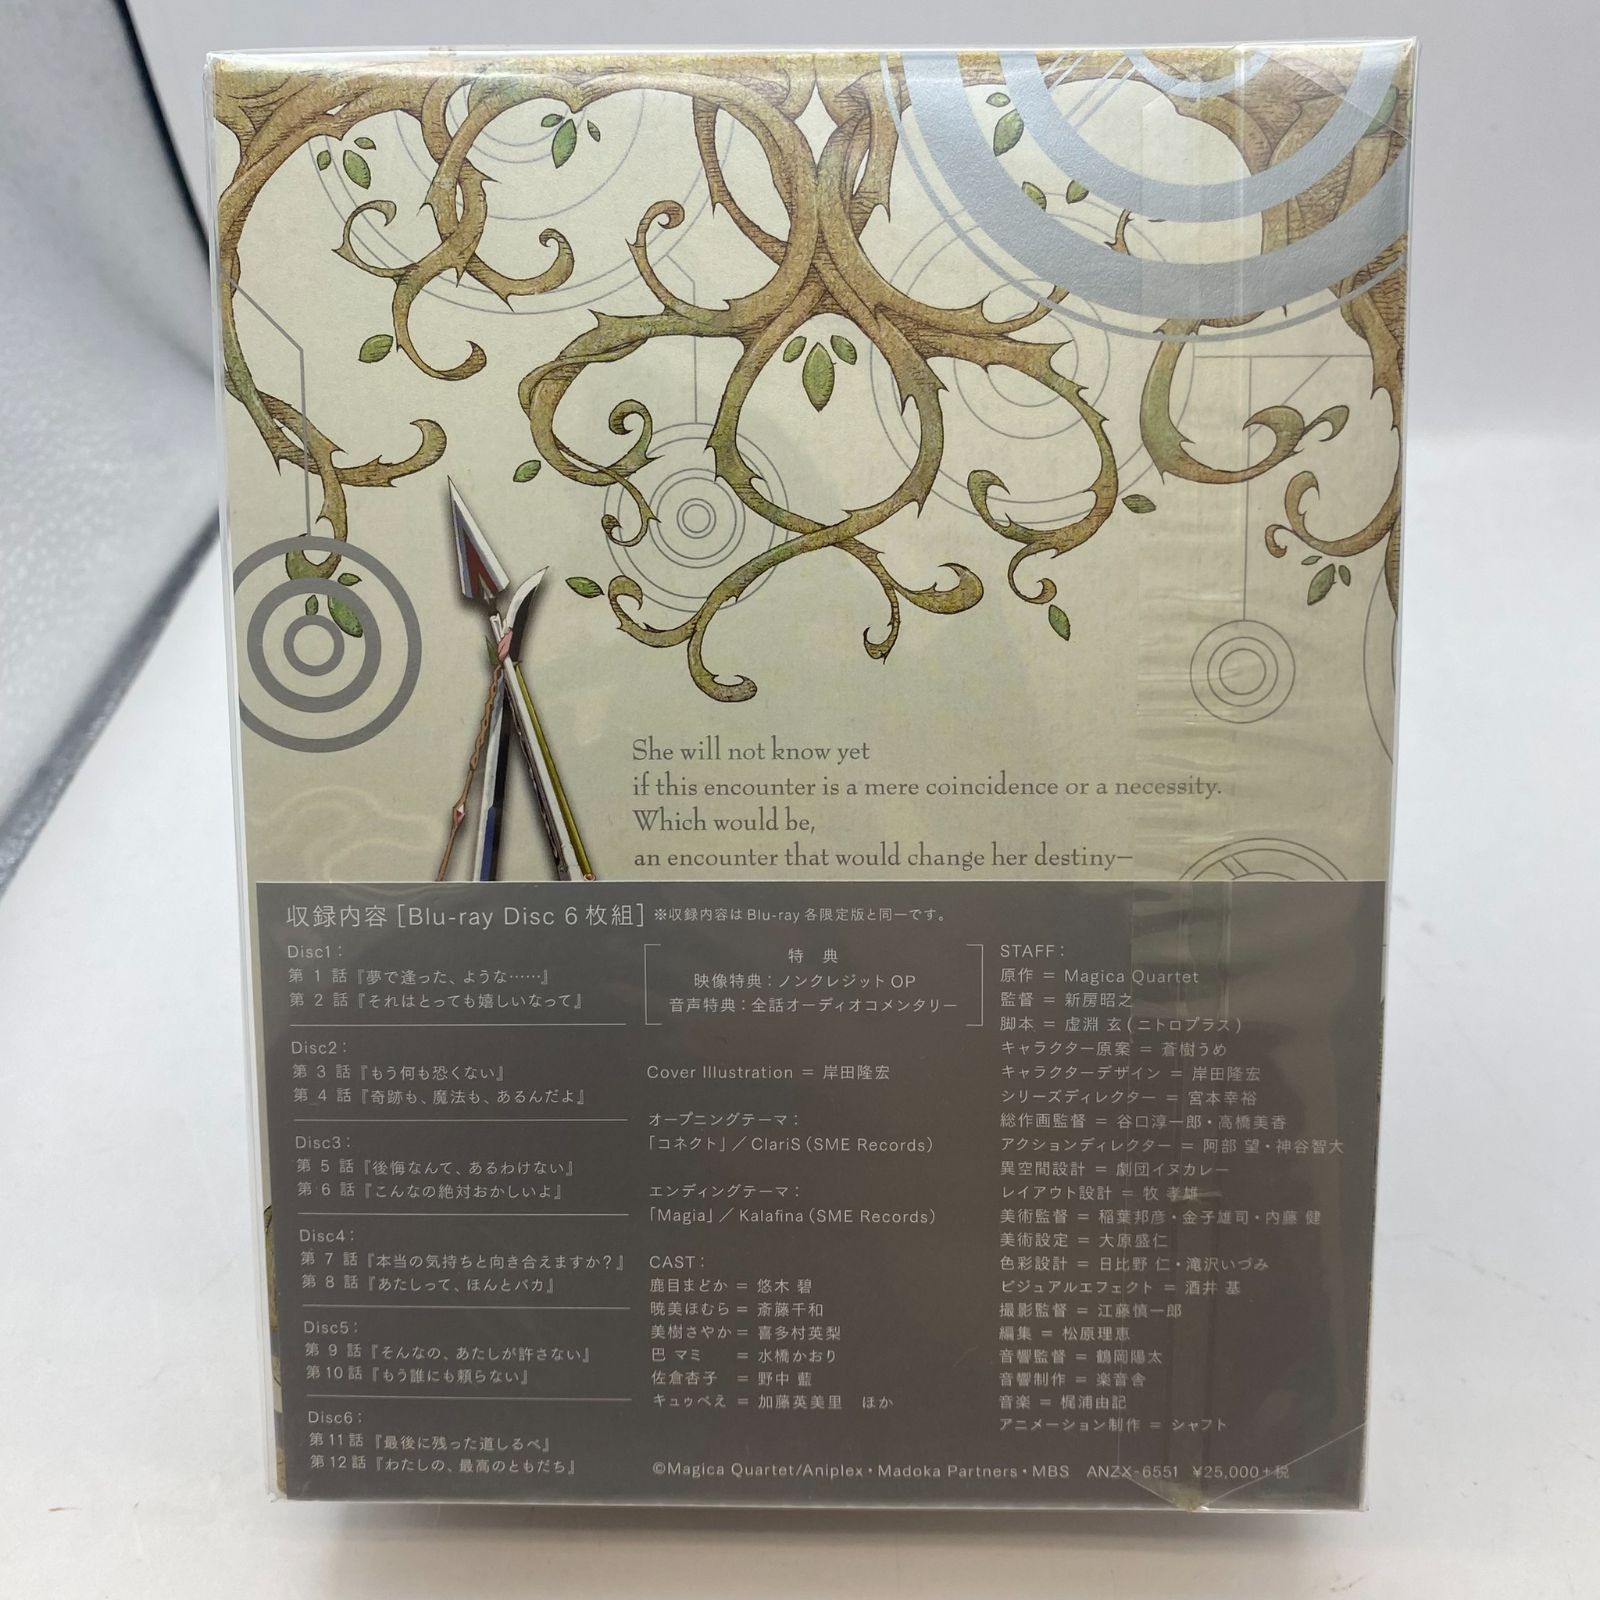 She will not know yet
if this encounter is a mere coincidence or a necessity.
Which would be,
an encounter that would change her destiny—
収録内容[Blu-ray Disc 6枚組] ※収録内容はBlu-ray 各限定版と同一です。
Disc1:
第 1 話『夢で逢った、ような……』
第 2 話『それはとっても嬉しいなって』
Disc2:
第 3 話『もう何も恐くない』
第 4 話『奇跡も、魔法も、あるんだよ』
Disc3:
第 5 話『後悔なんて、あるわけない』
第 6 話『こんなの絶対おかしいよ』
Disc4:
第 7 話『本当の気持ちと向き合えますか?』
第 8 話『あたしって、ほんとバカ』
Disc5:
第 9 話『そんなの、あたしが許さない』
第10話『もう誰にも頼らない』
Disc6:
第11話『最後に残った道しるべ』
第12話『わたしの、最高のともだち』
特 典
映像特典:ノンクレジットOP
音声特典:全話オーディオコメンタリー
Cover Illustration = 岸田隆宏
オープニングテーマ:
「コネクト」/ClariS(SME Records)
エンディングテーマ:
「Magia」/Kalafina(SME Records)
CAST:
鹿目まどか = 悠木 碧
暁美ほむら = 斎藤千和
美樹さやか = 喜多村英梨
巴 マミ = 水橋かおり
佐倉杏子 = 野中 藍
キュゥべえ = 加藤英美里 ほか
STAFF:
原作 = Magica Quartet
監督 = 新房昭之
脚本 = 虚淵 玄(ニトロプラス)
キャラクター原案 = 蒼樹うめ
キャラクターデザイン = 岸田隆宏
シリーズディレクター = 宮本幸裕
総作画監督 = 谷口淳一郎・高橋美香
アクションディレクター = 阿部 望・神谷智大
異空間設計 = 劇団イヌカレー
レイアウト設計 = 牧 孝雄
美術監督 = 稲葉邦彦・金子雄司・内藤 健
美術設定 = 大原盛仁
色彩設計 = 日比野 仁・滝沢いづみ
ビジュアルエフェクト = 酒井 基
撮影監督 = 江藤慎一郎
編集 = 松原理恵
音響監督 = 鶴岡陽太
音響制作 = 楽音舎
音楽 = 梶浦由記
アニメーション制作 = シャフト
©Magica Quartet/Aniplex・Madoka Partners・MBS ANZX-6551 ¥25,000+税